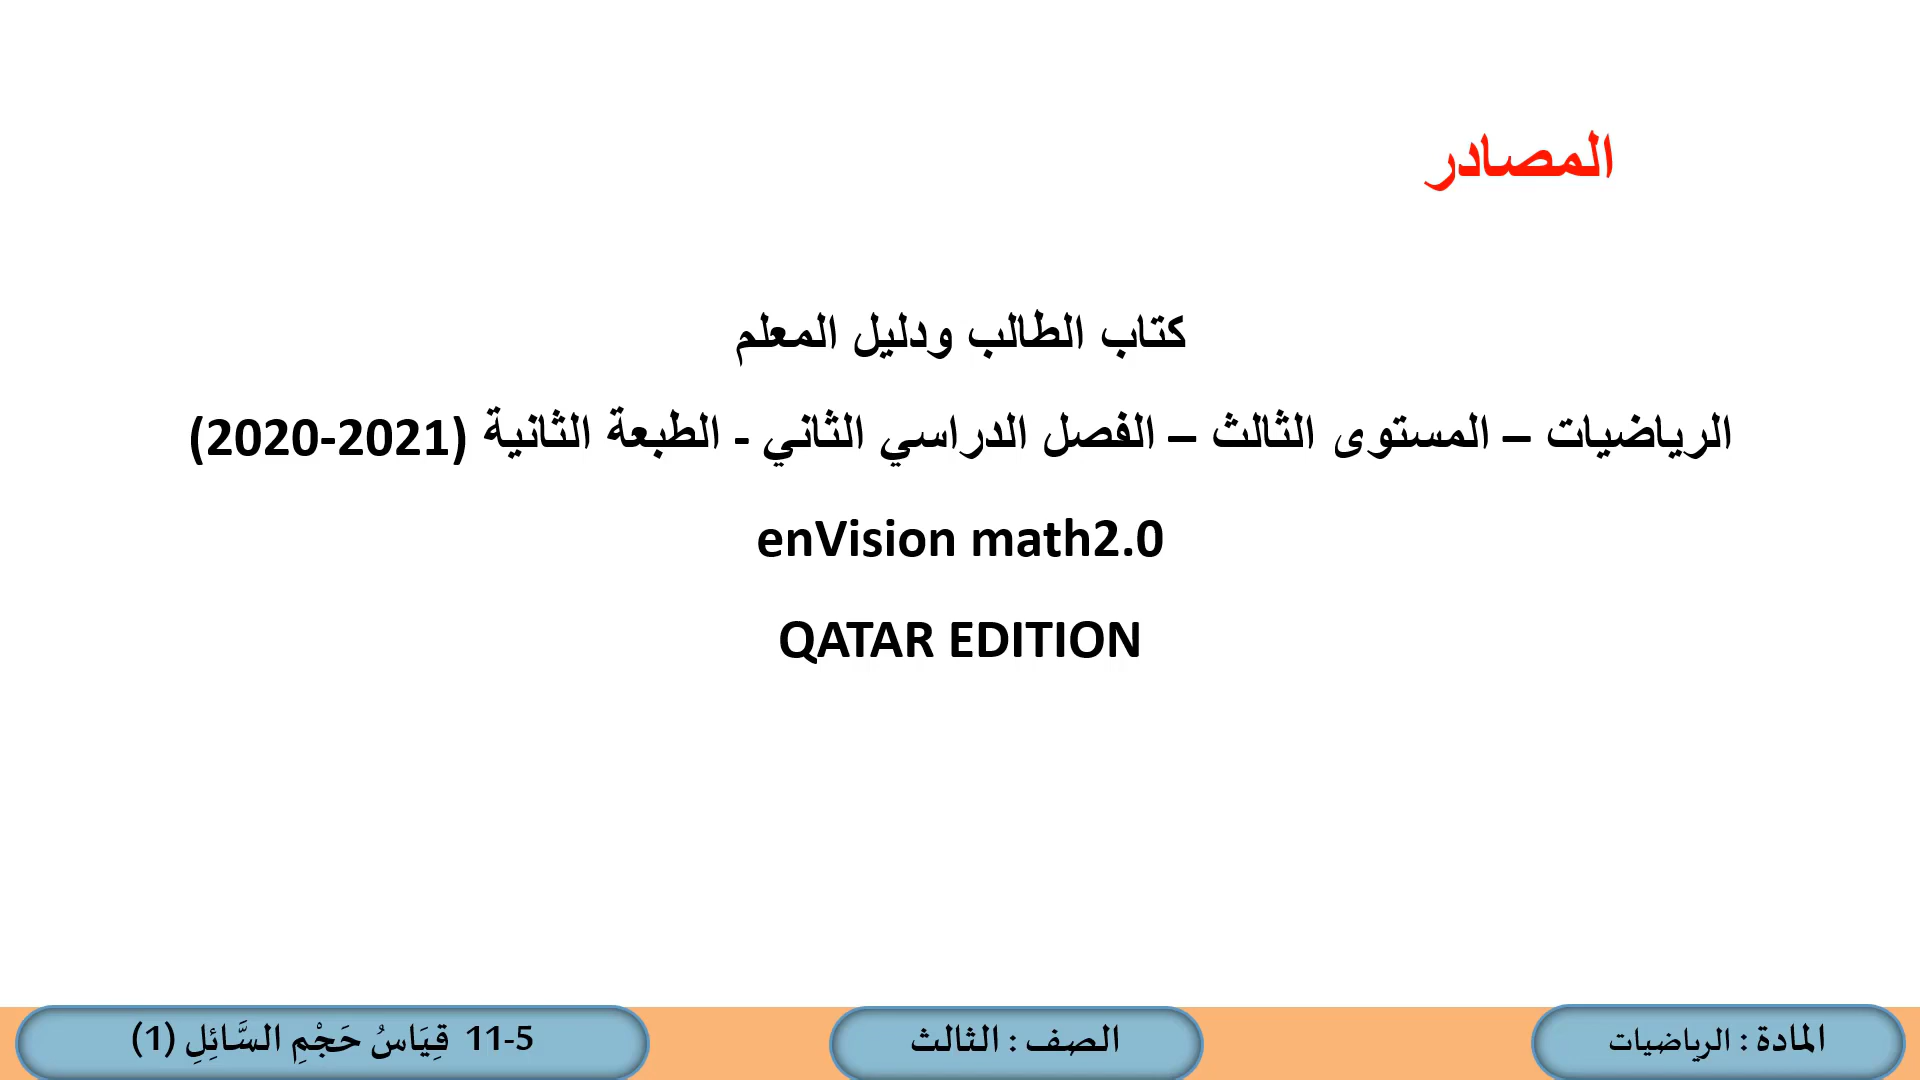 المصادر
كتاب الطالب ودليل المعلم
الرياضيات – المستوى الثالث – الفصل الدراسي الثاني - الطبعة الثانية (2021-2020)
enVision math2.0
QATAR EDITION
المادة : الرياضيات
الصف : الثالث
11-5 قِيَاسُ حَجْمِ السَّائِلِ (1)